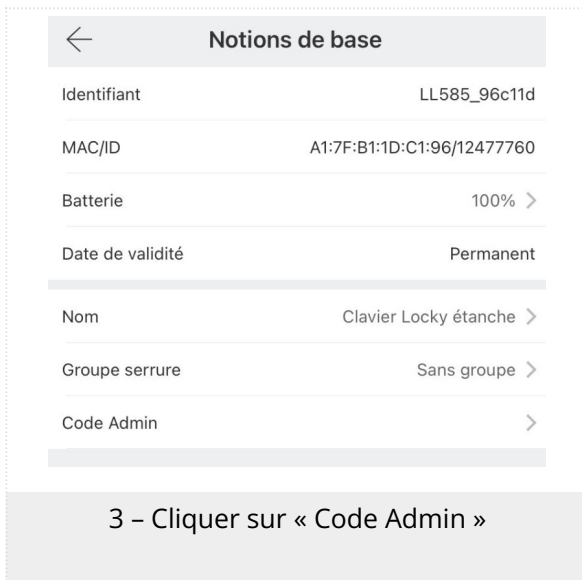 Notions de base
Identifiant LL585_96c11d
MAC/ID A1:7F:B1:1D:C1:96/12477760
Batterie 100%
Date de validité Permanent
Nom Clavier Locky étanche
Groupe serrure Sans groupe
Code Admin
3 – Cliquer sur « Code Admin »